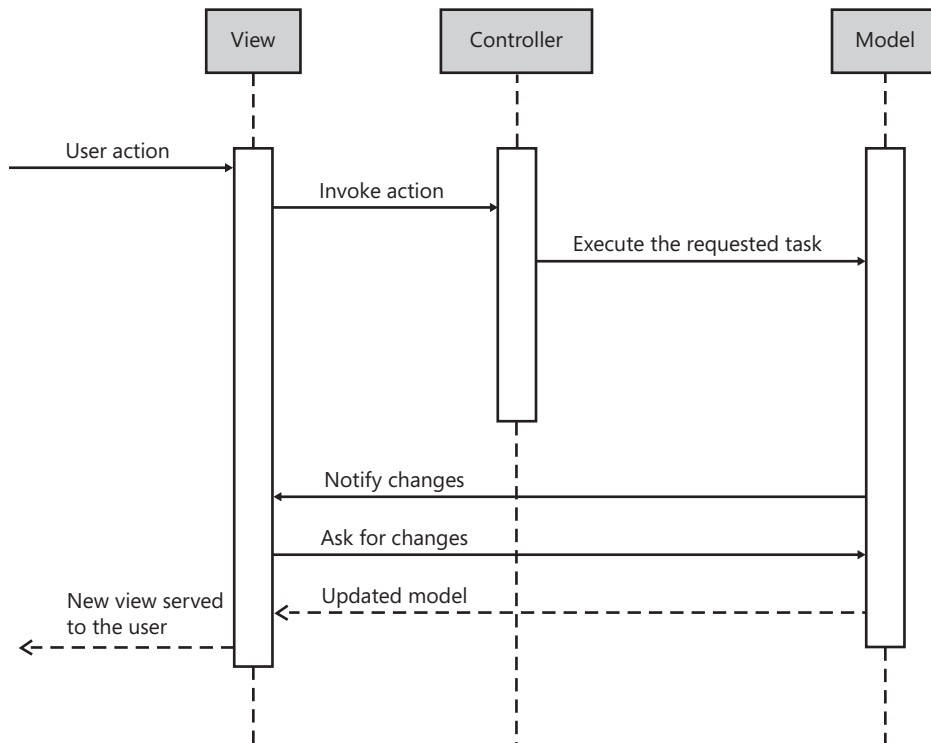 View
Controller
Model
User action
Invoke action
Execute the requested task
Notify changes
Ask for changes
Updated model
New view served
to the user